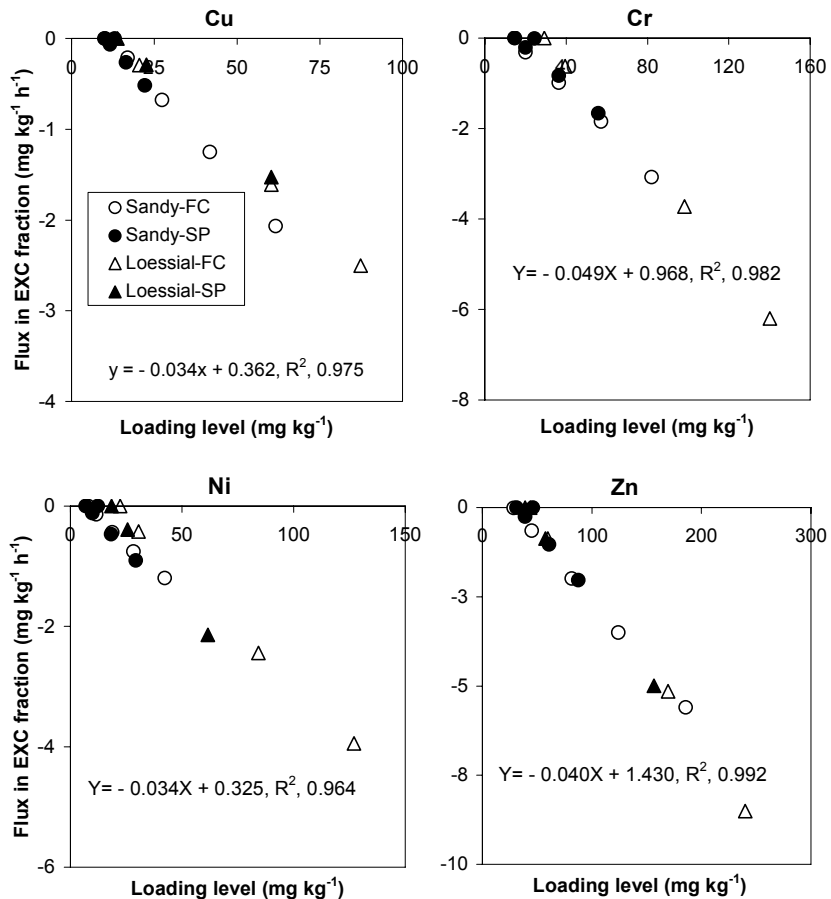 Cu
0
-1
-2
-3
-4
0 25 50 75 100
Flux in EXC fraction (mg kg⁻¹ h⁻¹)
Sandy-FC
Sandy-SP
Loessial-FC
Loessial-SP
y = - 0.034x + 0.362, R², 0.975
Loading level (mg kg⁻¹)
Cr
0
-2
-4
-6
-8
0 40 80 120 160
Y= - 0.049X + 0.968, R², 0.982
Loading level (mg kg⁻¹)
Ni
0
-2
-4
-6
0 50 100 150
Flux in EXC fraction (mg kg⁻¹ h⁻¹)
Y= - 0.034X + 0.325, R², 0.964
Loading level (mg kg⁻¹)
Zn
0
-3
-5
-8
-10
0 100 200 300
Y= - 0.040X + 1.430, R², 0.992
Loading level (mg kg⁻¹)